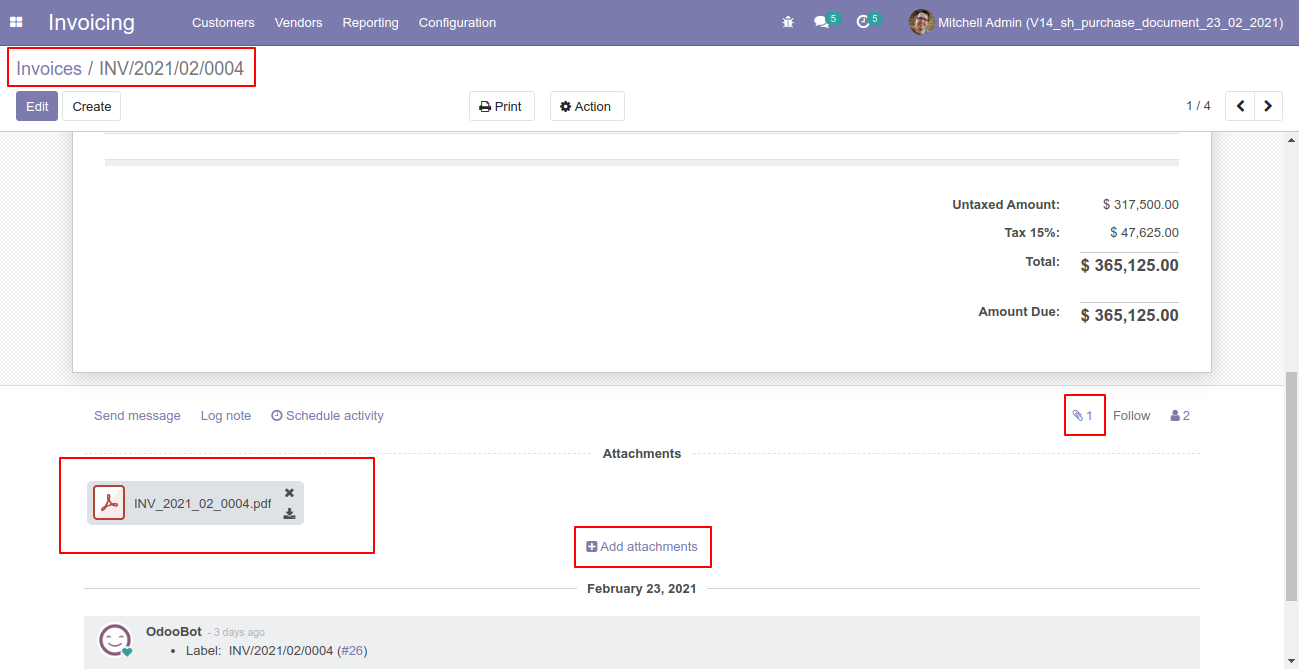 Invoicing Customers Vendors Reporting Configuration 5 5 Mitchell Admin (V14_sh_purchase_document_23_02_2021)
Invoices / INV/2021/02/0004
Edit Create Print Action 1 / 4
Untaxed Amount: $ 317,500.00
Tax 15%: $ 47,625.00
Total: $ 365,125.00
Amount Due: $ 365,125.00
Send message Log note Schedule activity 1 Follow 2
Attachments
INV_2021_02_0004.pdf
Add attachments
February 23, 2021
OdooBot - 3 days ago
• Label: INV/2021/02/0004 (#26)